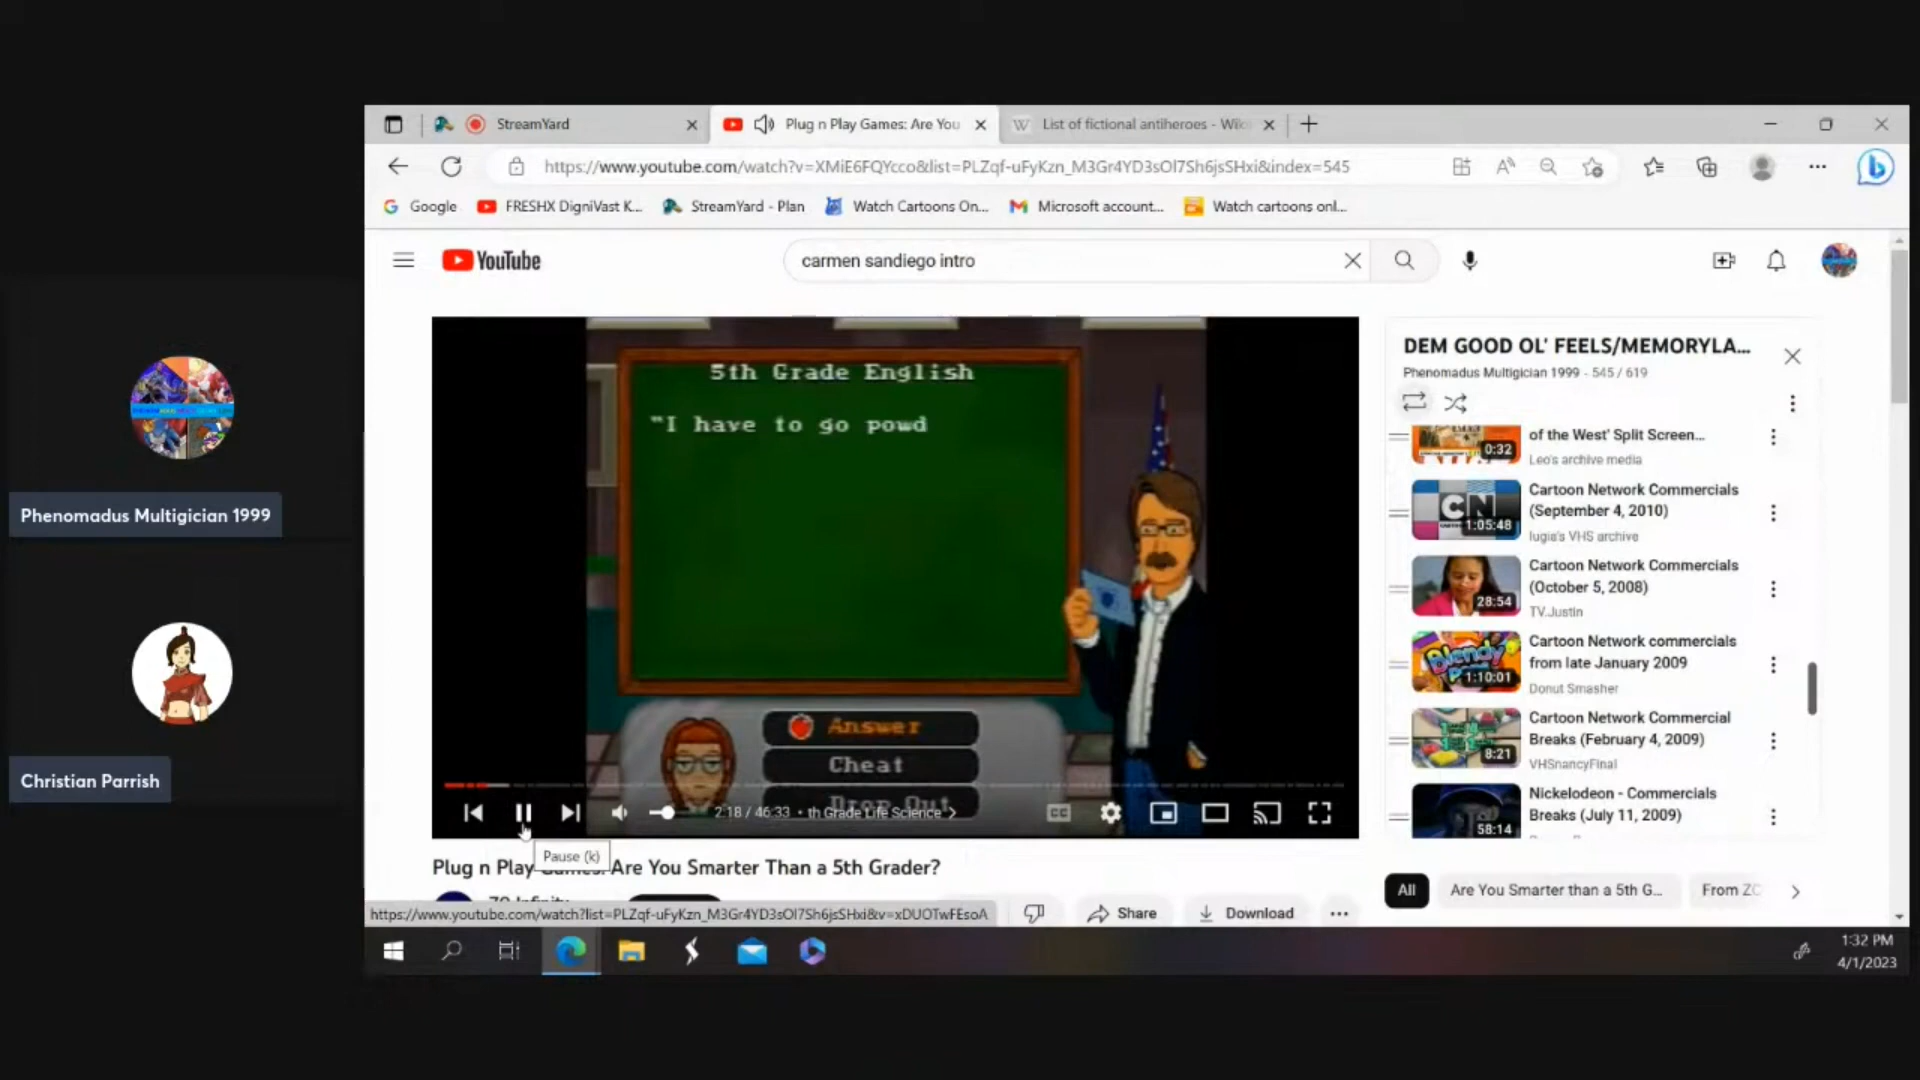 Phenomadus Multigician 1999
Christian Parrish
StreamYard
Plug n Play Games: Are You
List of fictional antiheroes - Wik
https://www.youtube.com/watch?v=XMiE6FQYcco&list=PLZqf-uFyKzn_M3Gr4YD3sOl7Sh6jsSHxi&index=545
Google
FRESHX DigniVast K...
StreamYard - Plan
Watch Cartoons On...
Microsoft account...
Watch cartoons onl...
YouTube
carmen sandiego intro
5th Grade English
"I have to go powd
Answer
Cheat
Drop Out
2:18 / 46:33 • th Grade Life Science
Pause (k)
Plug n Play Games: Are You Smarter Than a 5th Grader?
https://www.youtube.com/watch?list=PLZqf-uFyKzn_M3Gr4YD3sOl7Sh6jsSHxi&v=xDUOTwFEsoA
Share
Download
DEM GOOD OL' FEELS/MEMORYLA...
Phenomadus Multigician 1999 - 545 / 619
of the West' Split Screen...
Leo's archive media
0:32
Cartoon Network Commercials
(September 4, 2010)
lugia's VHS archive
CN
1:05:48
Cartoon Network Commercials
(October 5, 2008)
TV.Justin
28:54
Cartoon Network commercials
from late January 2009
Donut Smasher
1:10:01
Cartoon Network Commercial
Breaks (February 4, 2009)
VHSnancyFinal
8:21
Nickelodeon - Commercials
Breaks (July 11, 2009)
58:14
All
Are You Smarter than a 5th G...
From ZC
1:32 PM
4/1/2023